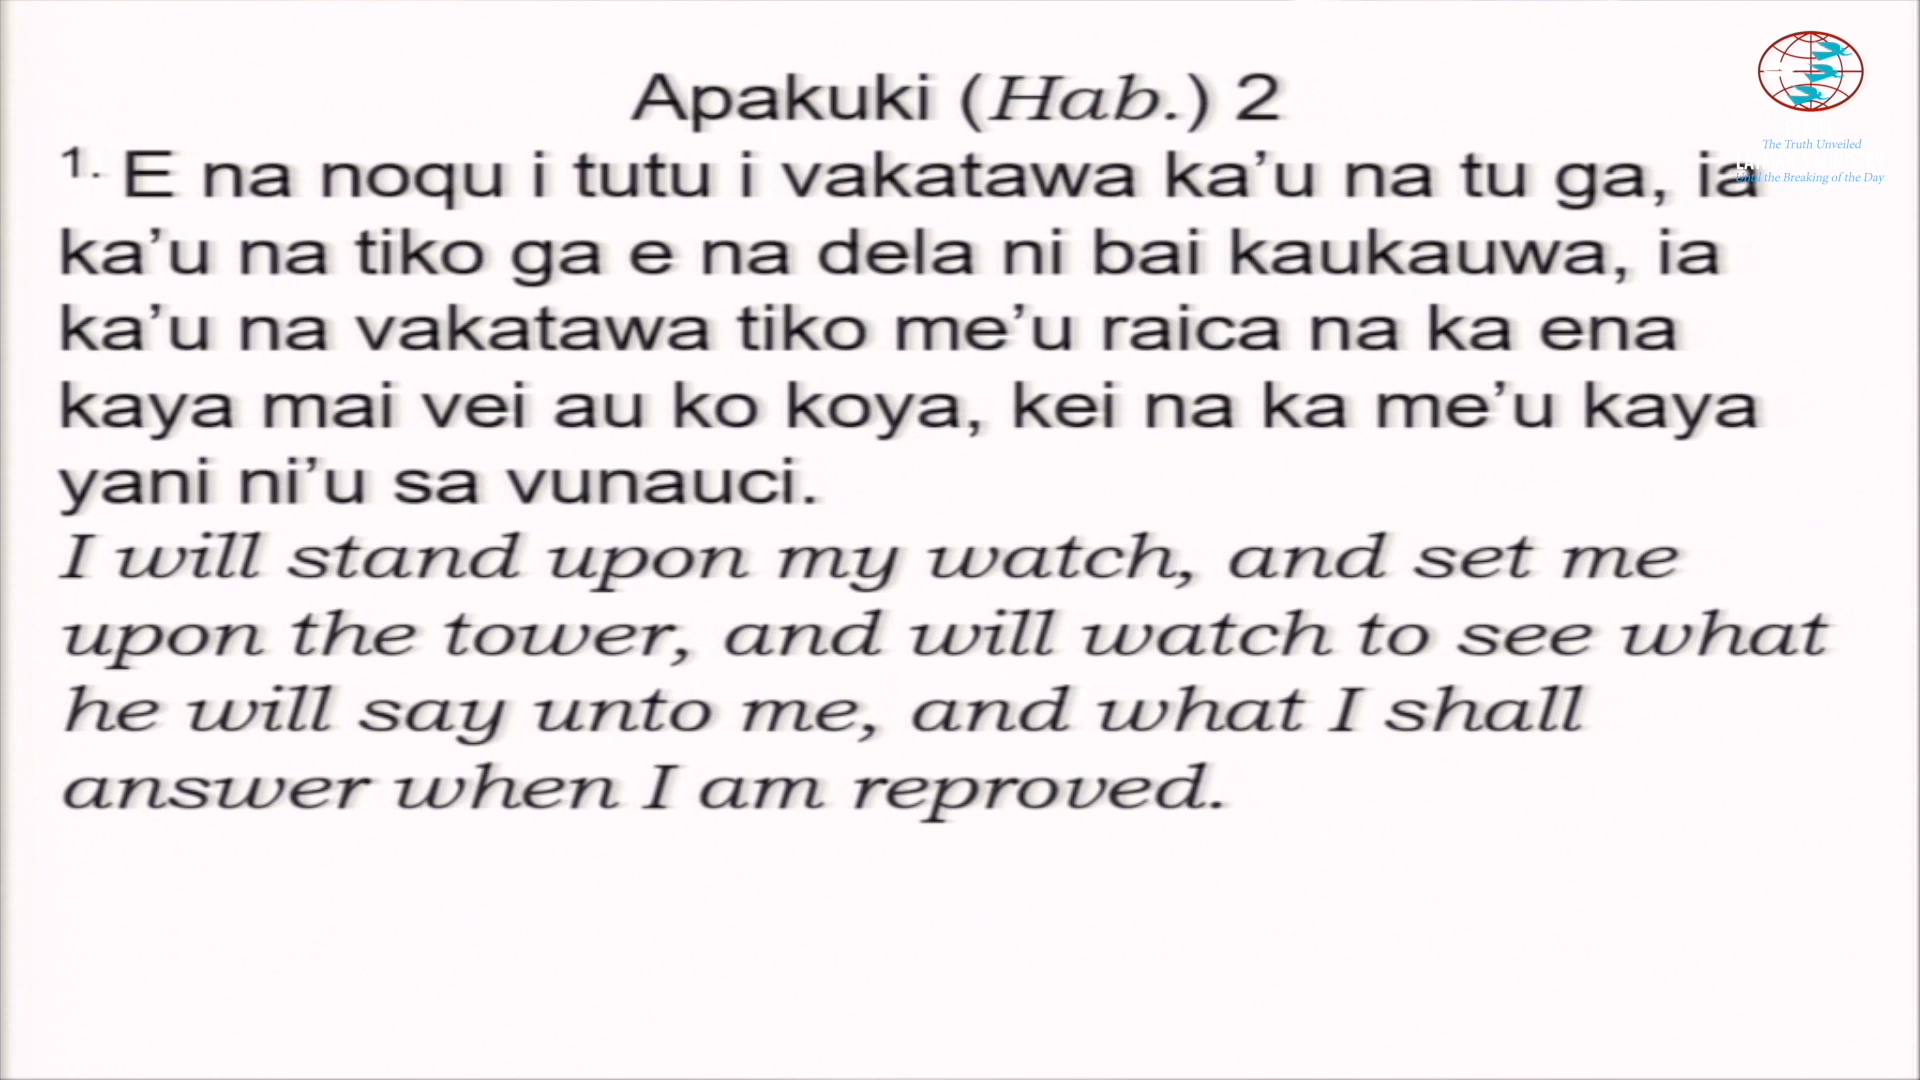 Apakuki (Hab.) 2
1. E na noqu i tutu i vakatawa ka’u na tu ga, ia
ka’u na tiko ga e na dela ni bai kaukauwa, ia
ka’u na vakatawa tiko me’u raica na ka ena
kaya mai vei au ko koya, kei na ka me’u kaya
yani ni’u sa vunauci.
I will stand upon my watch, and set me
upon the tower, and will watch to see what
he will say unto me, and what I shall
answer when I am reproved.
The Truth Unveiled
Until the Breaking of the Day